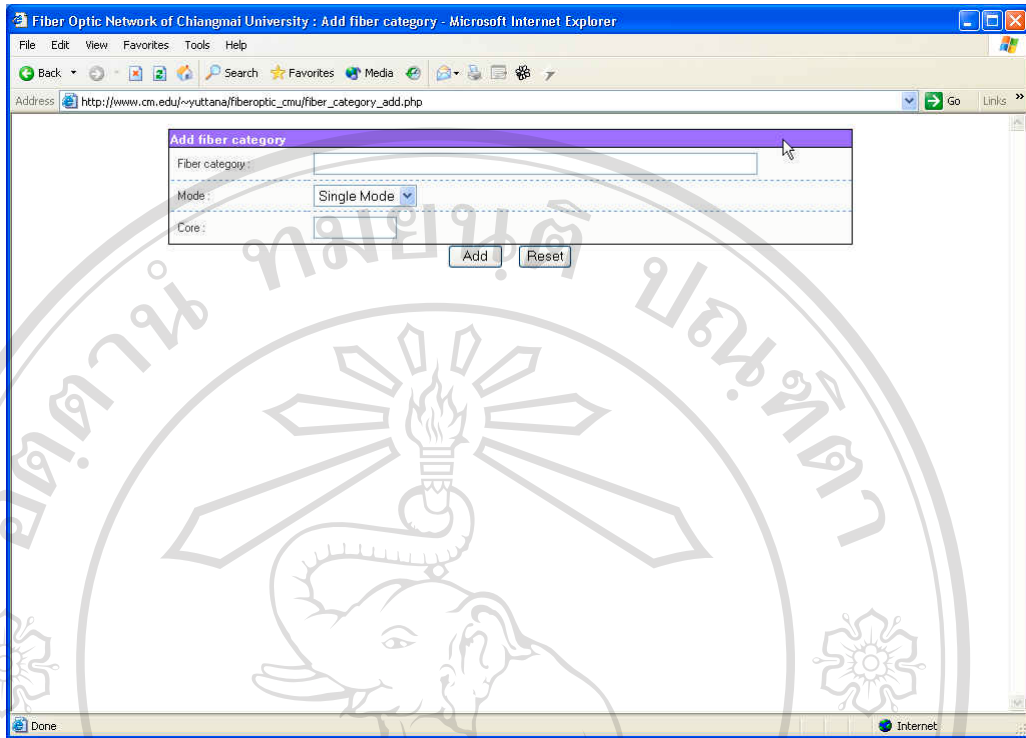 Fiber Optic Network of Chiangmai University : Add fiber category - Microsoft Internet Explorer
File Edit View Favorites Tools Help
Back Search Favorites Media
Address http://www.cm.edu/~yuttana/fiberoptic_cmu/fiber_category_add.php Go Links »
Add fiber category
Fiber category :
Mode : Single Mode
Core :
Add Reset
Done Internet